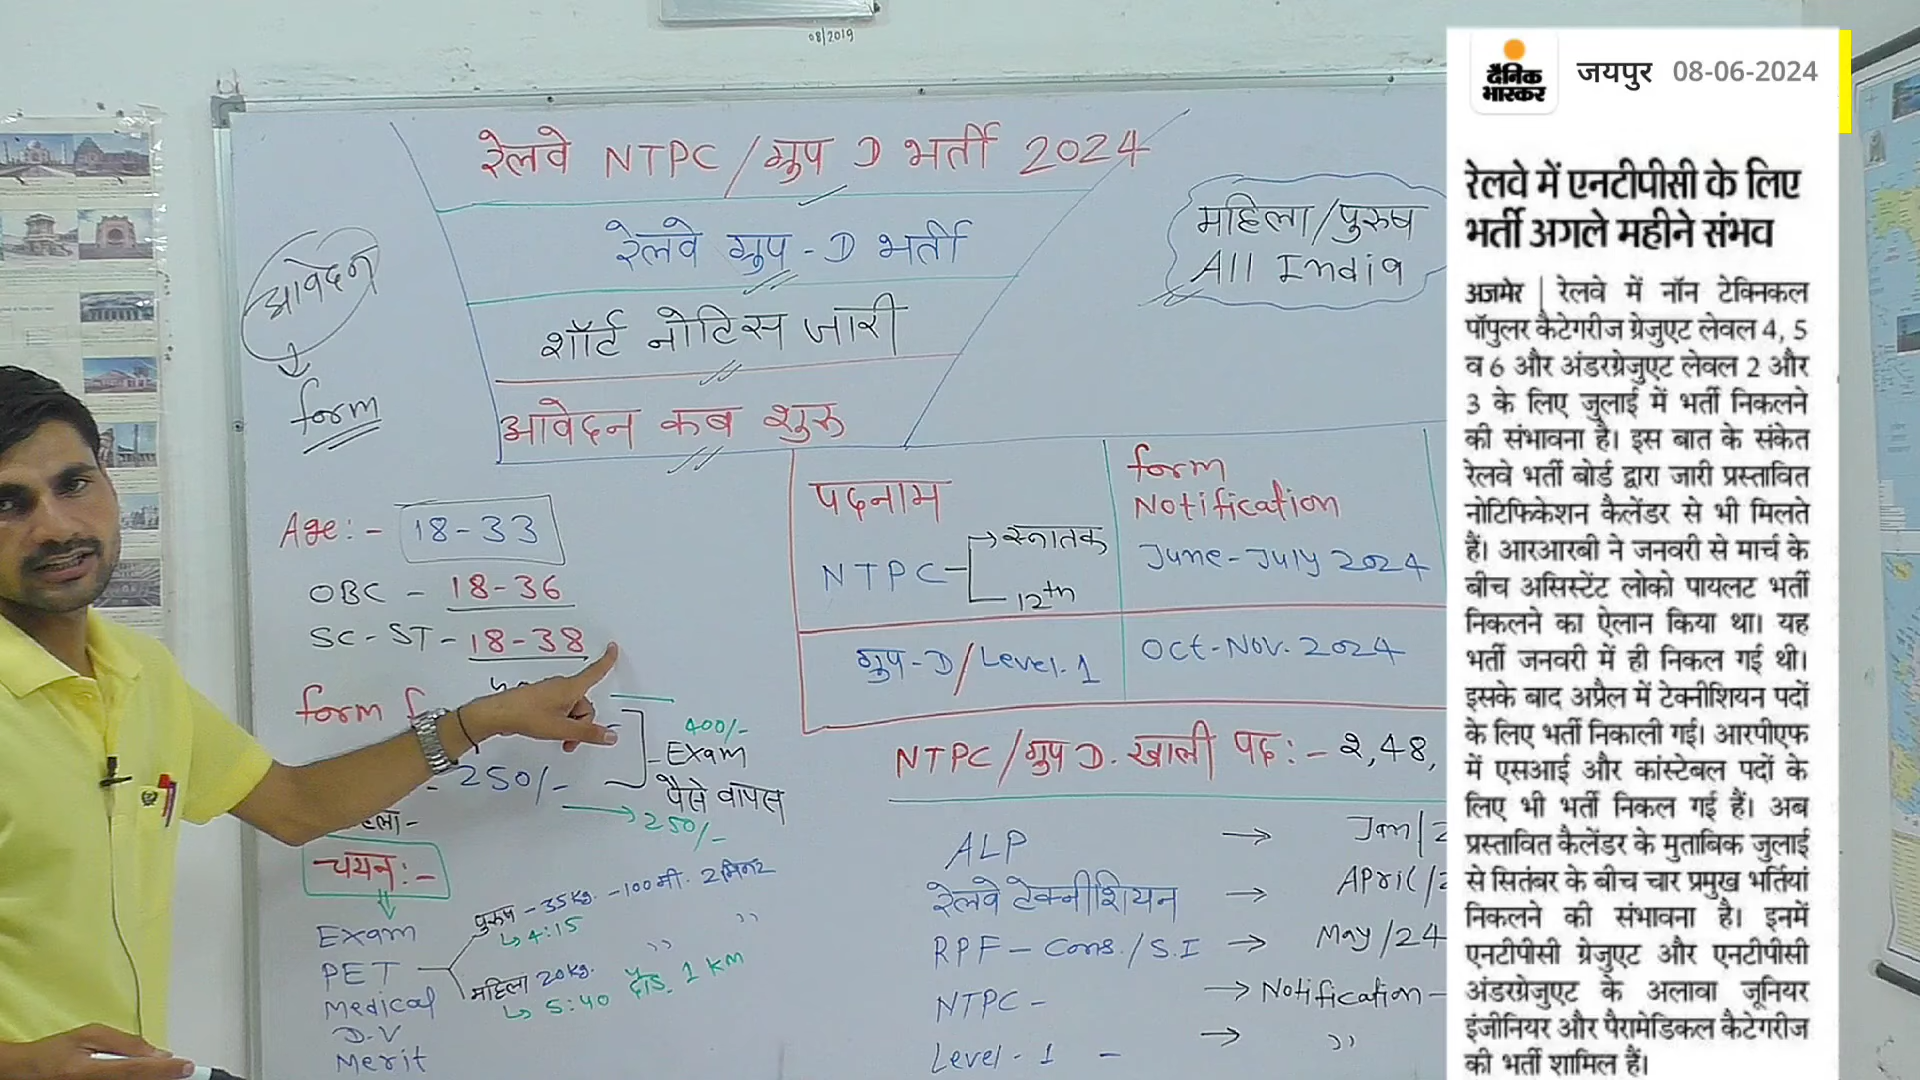 08/2019
रेलवे NTPC/ग्रुप D भर्ती 2024
रेलवे ग्रुप-D भर्ती
शॉर्ट नोटिस जारी
आवेदन कब शुरू
आवेदन
form
महिला/पुरुष
All India
Age:- 18-33
OBC - 18-36
SC-ST-18-38
form
250/-
400/-
Exam
पैसे वापस
250/-
चयन:-
Exam
PET
Medical
D.V
Merit
पुरुष - 35kg. - 100मी. 2मिनट
4:15
महिला 20kg. " "
5:40 दौड़ 1 KM
पदनाम
form
Notification
NTPC
स्नातक
12th
June-July 2024
ग्रुप-D/Level.1
Oct-Nov. 2024
NTPC/ग्रुप D. खाली पद:- 2,48,
ALP → Jan/2
रेलवे टेक्नीशियन → April/2
RPF - Cons./S.I → May/24
NTPC - → Notification -
Level-1 - → "
दैनिक
भास्कर
जयपुर 08-06-2024
रेलवे में एनटीपीसी के लिए
भर्ती अगले महीने संभव
अजमेर | रेलवे में नॉन टेक्निकल
पॉपुलर कैटेगरीज ग्रेजुएट लेवल 4, 5
व 6 और अंडरग्रेजुएट लेवल 2 और
3 के लिए जुलाई में भर्ती निकलने
की संभावना है। इस बात के संकेत
रेलवे भर्ती बोर्ड द्वारा जारी प्रस्तावित
नोटिफिकेशन कैलेंडर से भी मिलते
हैं। आरआरबी ने जनवरी से मार्च के
बीच असिस्टेंट लोको पायलट भर्ती
निकलने का ऐलान किया था। यह
भर्ती जनवरी में ही निकल गई थी।
इसके बाद अप्रैल में टेक्नीशियन पदों
के लिए भर्ती निकाली गई। आरपीएफ
में एसआई और कांस्टेबल पदों के
लिए भी भर्ती निकल गई हैं। अब
प्रस्तावित कैलेंडर के मुताबिक जुलाई
से सितंबर के बीच चार प्रमुख भर्तियां
निकलने की संभावना है। इनमें
एनटीपीसी ग्रेजुएट और एनटीपीसी
अंडरग्रेजुएट के अलावा जूनियर
इंजीनियर और पैरामेडिकल कैटेगरीज
की भर्ती शामिल हैं।